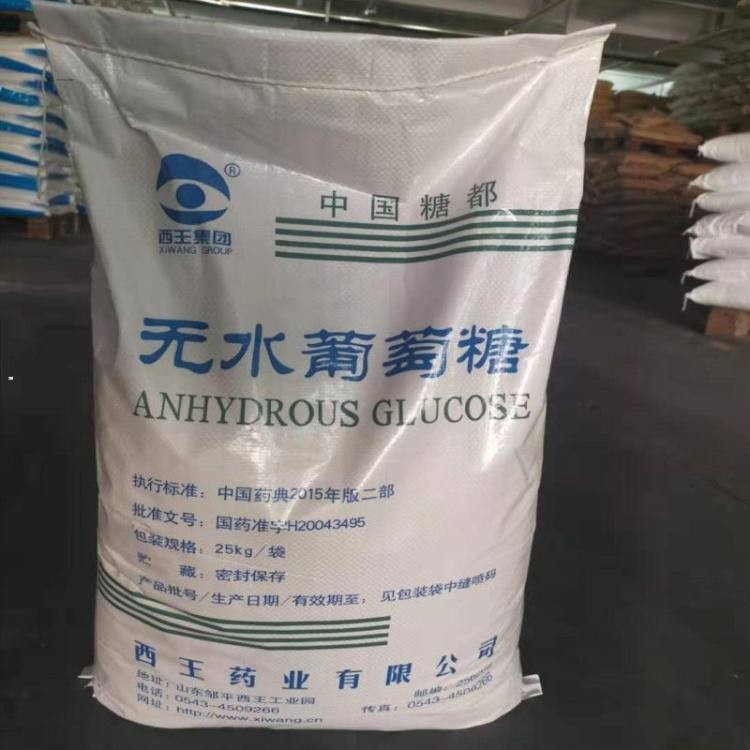 ®
中国糖都
西王集团
XIWANG GROUP
无水葡萄糖
ANHYDROUS GLUCOSE
执行标准：中国药典2015年版二部
批准文号：国药准字H20043495
包装规格：25kg/袋
贮 藏：密封保存
产品批号/生产日期/有效期至：见包装袋中缝喷码
西王药业有限公司
地址：山东邹平西王工业园 邮编：
电话：0543-4509266 传真：0543-4509266
网址：http://www.xiwang.cn